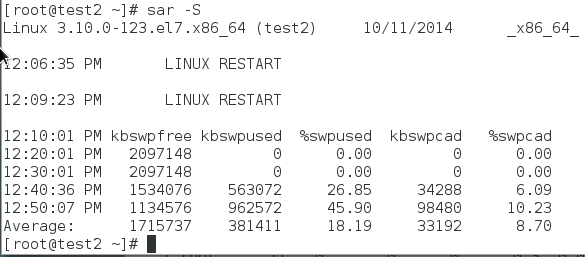 [root@test2 ~]# sar -S
Linux 3.10.0-123.el7.x86_64 (test2) 10/11/2014 _x86_64_
12:06:35 PM LINUX RESTART
12:09:23 PM LINUX RESTART
12:10:01 PM kbswpfree kbswpused %swpused kbswpcad %swpcad
12:20:01 PM 2097148 0 0.00 0 0.00
12:30:01 PM 2097148 0 0.00 0 0.00
12:40:36 PM 1534076 563072 26.85 34288 6.09
12:50:07 PM 1134576 962572 45.90 98480 10.23
Average: 1715737 381411 18.19 33192 8.70
[root@test2 ~]#